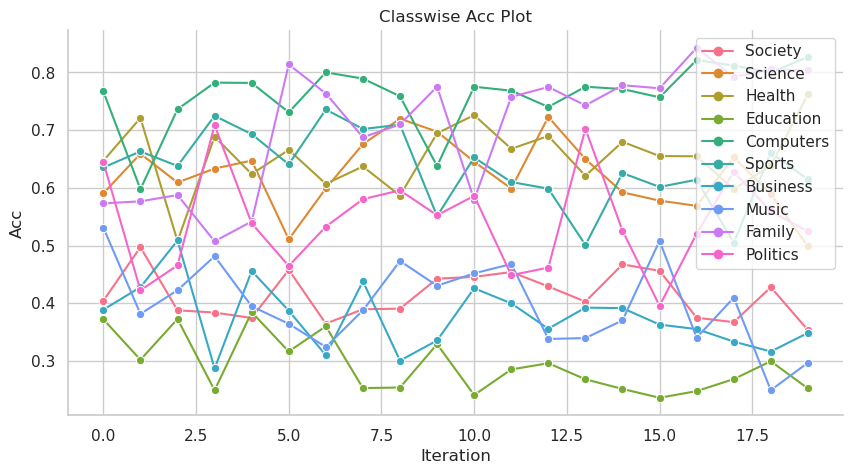 Classwise Acc Plot
Acc
0.8
0.7
0.6
0.5
0.4
0.3
0.0
2.5
5.0
7.5
10.0
12.5
15.0
17.5
Iteration
Society
Science
Health
Education
Computers
Sports
Business
Music
Family
Politics